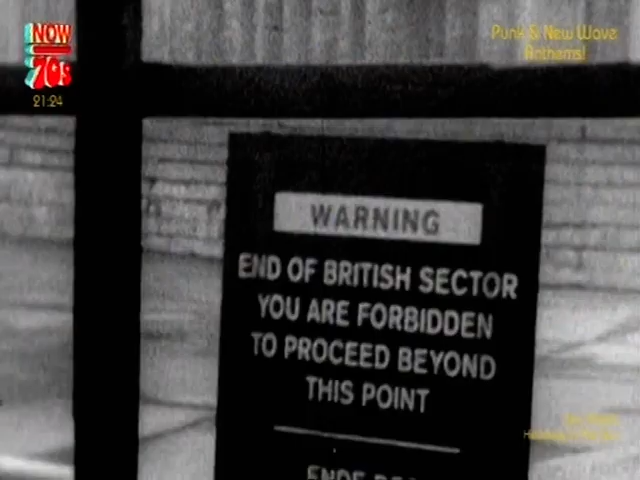 NOW
70s
21:24
Punk & New Wave
Anthems!
WARNING
END OF BRITISH SECTOR
YOU ARE FORBIDDEN
TO PROCEED BEYOND
THIS POINT
ENDE